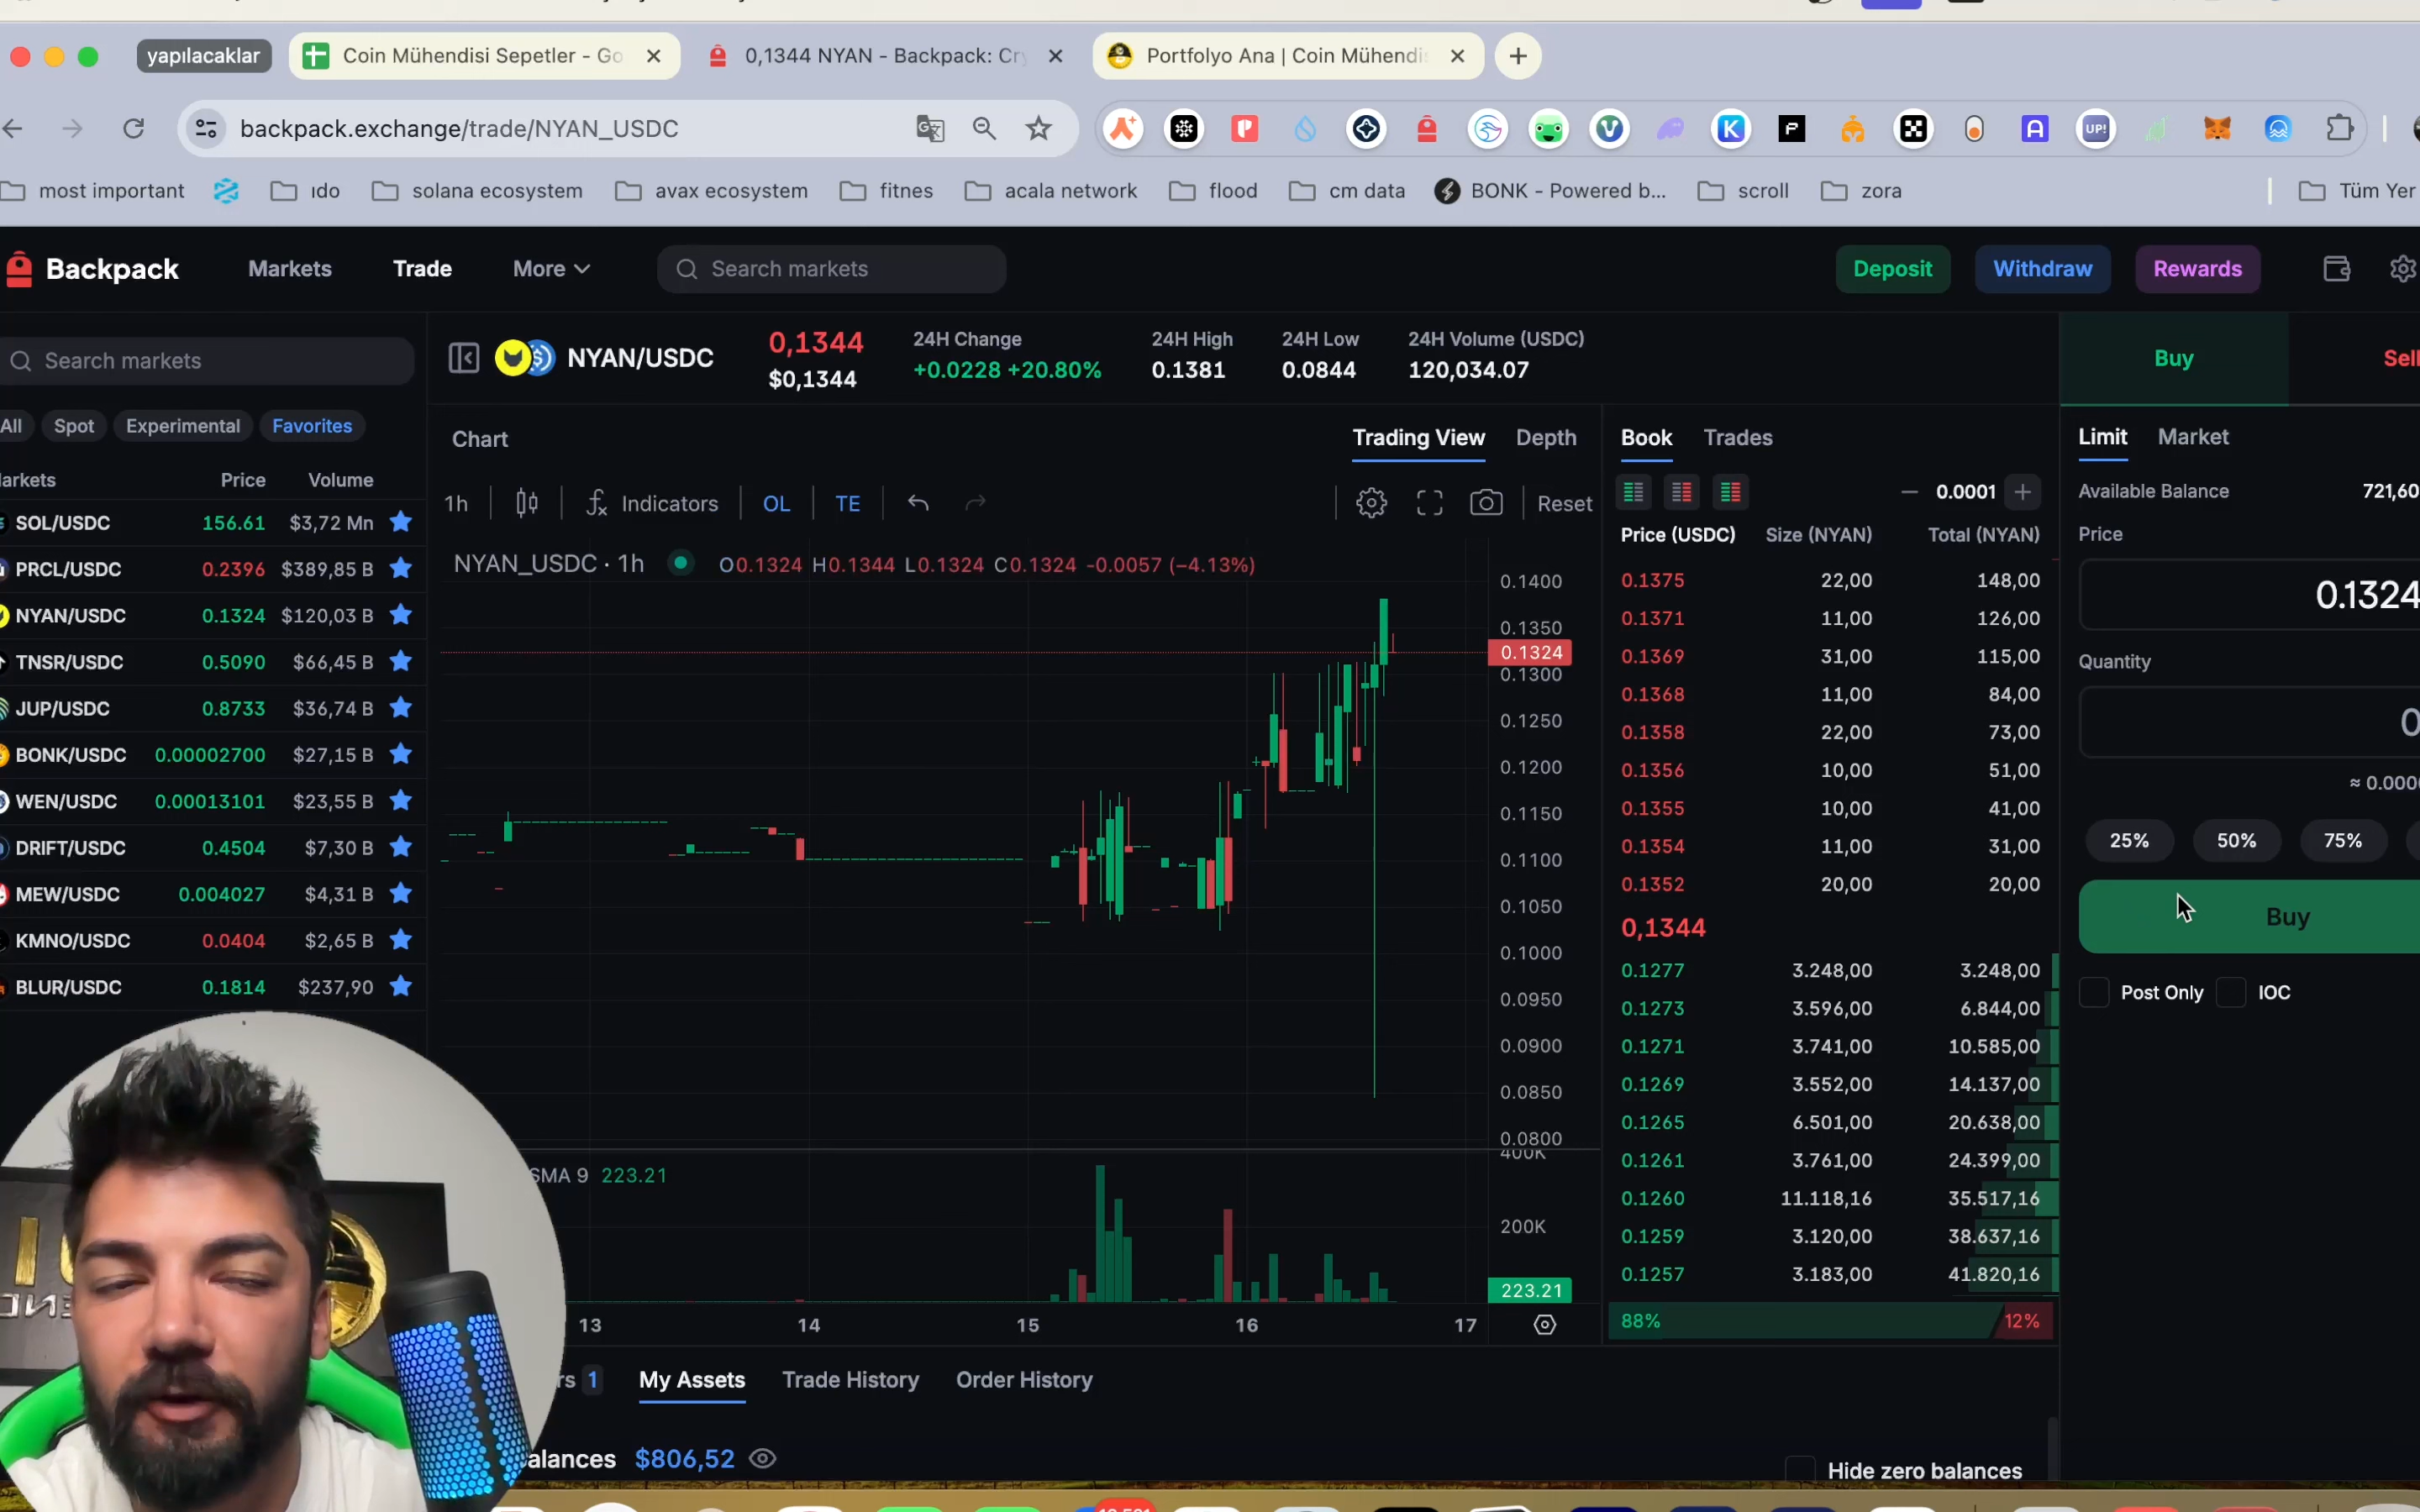 yapılacaklar
Coin Mühendisi Sepetler - Go
0,1344 NYAN - Backpack: Cry
Portfolyo Ana | Coin Mühendis
backpack.exchange/trade/NYAN_USDC
UP!
most important
ıdo
solana ecosystem
avax ecosystem
fitnes
acala network
flood
cm data
BONK - Powered b...
scroll
zora
Tüm Yer
Backpack
Markets
Trade
More
Search markets
Deposit
Withdraw
Rewards
Search markets
All
Spot
Experimental
Favorites
arkets
Price
Volume
SOL/USDC 156.61 $3,72 Mn
PRCL/USDC 0.2396 $389,85 B
NYAN/USDC 0.1324 $120,03 B
TNSR/USDC 0.5090 $66,45 B
JUP/USDC 0.8733 $36,74 B
BONK/USDC 0.00002700 $27,15 B
WEN/USDC 0.00013101 $23,55 B
DRIFT/USDC 0.4504 $7,30 B
MEW/USDC 0.004027 $4,31 B
KMNO/USDC 0.0404 $2,65 B
BLUR/USDC 0.1814 $237,90
NYAN/USDC
0,1344
$0,1344
24H Change
+0.0228 +20.80%
24H High
0.1381
24H Low
0.0844
24H Volume (USDC)
120,034.07
Chart
Trading View
Depth
1h
Indicators
OL
TE
Reset
NYAN_USDC · 1h
O0.1324 H0.1344 L0.1324 C0.1324 -0.0057 (−4.13%)
0.1400
0.1350
0.1324
0.1300
0.1250
0.1200
0.1150
0.1100
0.1050
0.1000
0.0950
0.0900
0.0850
0.0800
400K
SMA 9 223.21
200K
223.21
13 14 15 16 17
Book
Trades
0.0001
Price (USDC) Size (NYAN) Total (NYAN)
0.1375 22,00 148,00
0.1371 11,00 126,00
0.1369 31,00 115,00
0.1368 11,00 84,00
0.1358 22,00 73,00
0.1356 10,00 51,00
0.1355 10,00 41,00
0.1354 11,00 31,00
0.1352 20,00 20,00
0,1344
0.1277 3.248,00 3.248,00
0.1273 3.596,00 6.844,00
0.1271 3.741,00 10.585,00
0.1269 3.552,00 14.137,00
0.1265 6.501,00 20.638,00
0.1261 3.761,00 24.399,00
0.1260 11.118,16 35.517,16
0.1259 3.120,00 38.637,16
0.1257 3.183,00 41.820,16
88% 12%
Buy
Sell
Limit
Market
Available Balance 721,60
Price
0.1324
Quantity
0
≈ 0.000
25% 50% 75%
Buy
Post Only
IOC
rs 1
My Assets
Trade History
Order History
alances $806,52
Hide zero balances